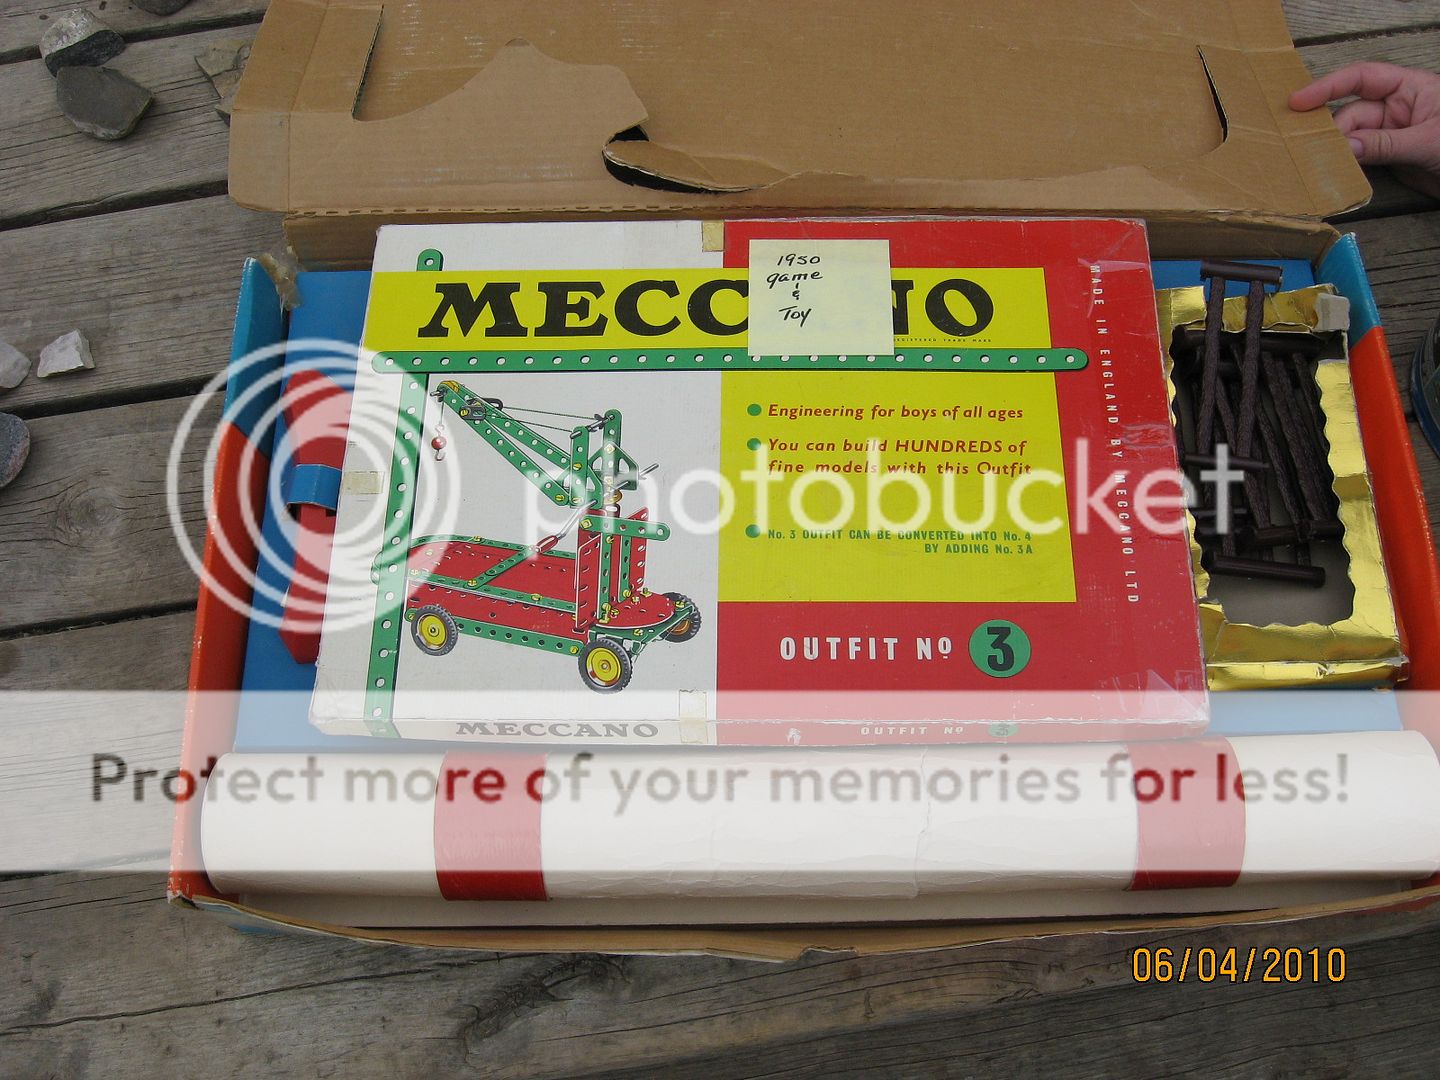 1950
game
&
Toy
MECCANO
REGISTERED TRADE MARK
MADE IN ENGLAND BY MECCANO LTD
Engineering for boys of all ages
You can build HUNDREDS of
fine models with this Outfit
No. 3 OUTFIT CAN BE CONVERTED INTO No. 4
BY ADDING No. 3A
OUTFIT No 3
MECCANO
OUTFIT No 3
photobucket
Protect more of your memories for less!
06/04/2010